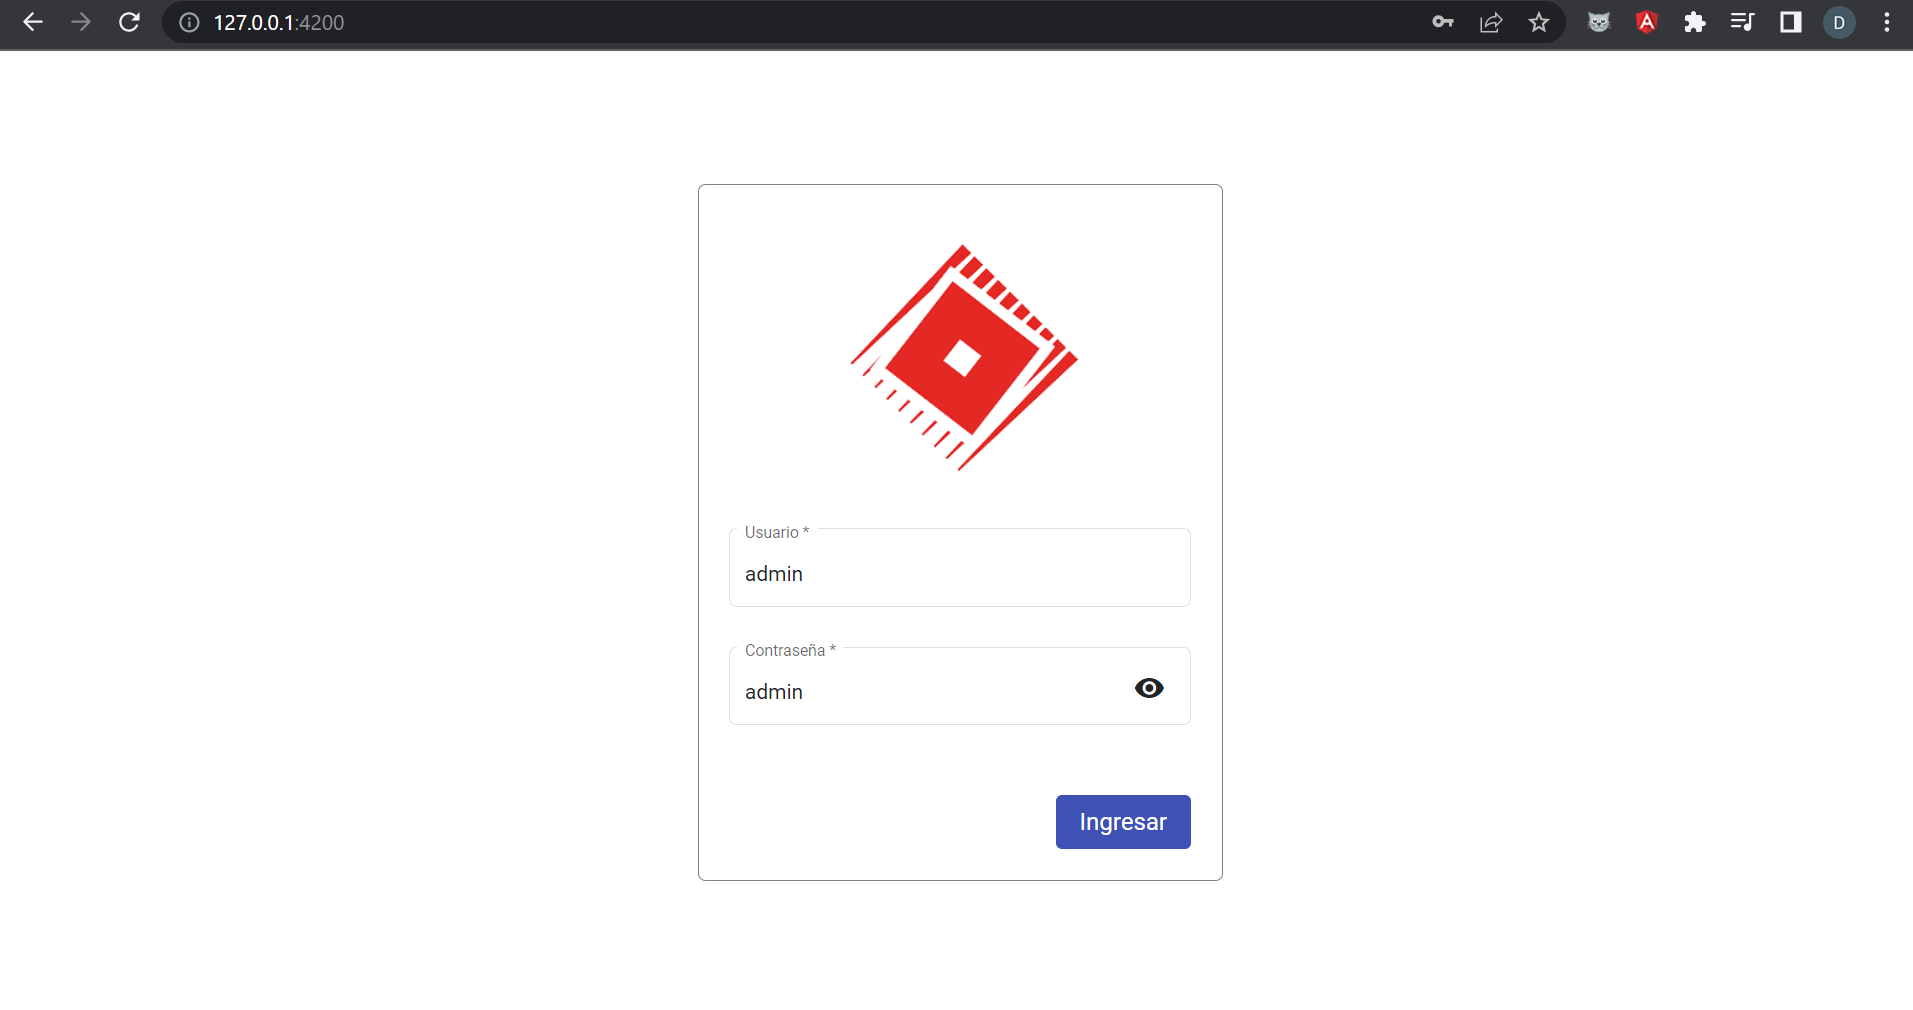 127.0.0.1:4200
D
Usuario *
admin
Contraseña *
admin
Ingresar